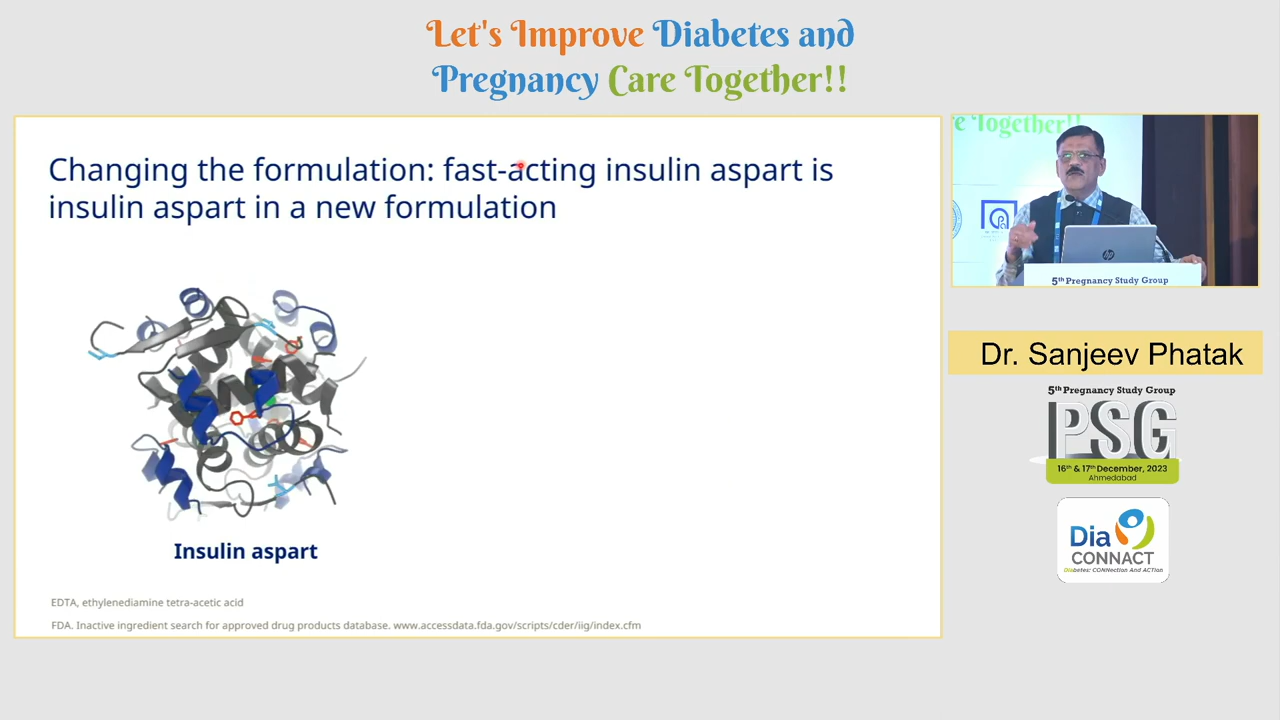 Let's Improve Diabetes and
Pregnancy Care Together!!
Changing the formulation: fast-acting insulin aspart is
insulin aspart in a new formulation
Insulin aspart
EDTA, ethylenediamine tetra-acetic acid
FDA. Inactive ingredient search for approved drug products database. www.accessdata.fda.gov/scripts/cder/iig/index.cfm
e Together!!
hp
5th Pregnancy Study Group
Dr. Sanjeev Phatak
5th Pregnancy Study Group
PSG
16th & 17th December, 2023
Ahmedabad
Dia
CONNACT
Diabetes: CONNection And ACTion